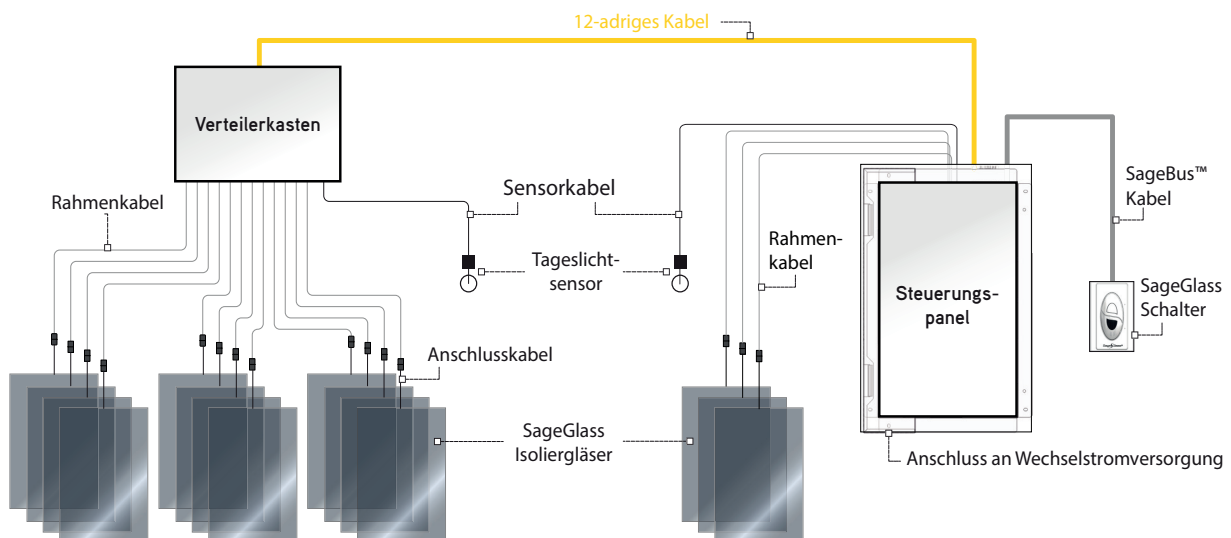 12-adriges Kabel
Verteilerkasten
Rahmenkabel
Sensorkabel
Tageslicht-
sensor
Anschlusskabel
SageGlass
Isoliergläser
Rahmen-
kabel
Steuerungs-
panel
SageBus™
Kabel
SageGlass
Schalter
Anschluss an Wechselstromversorgung